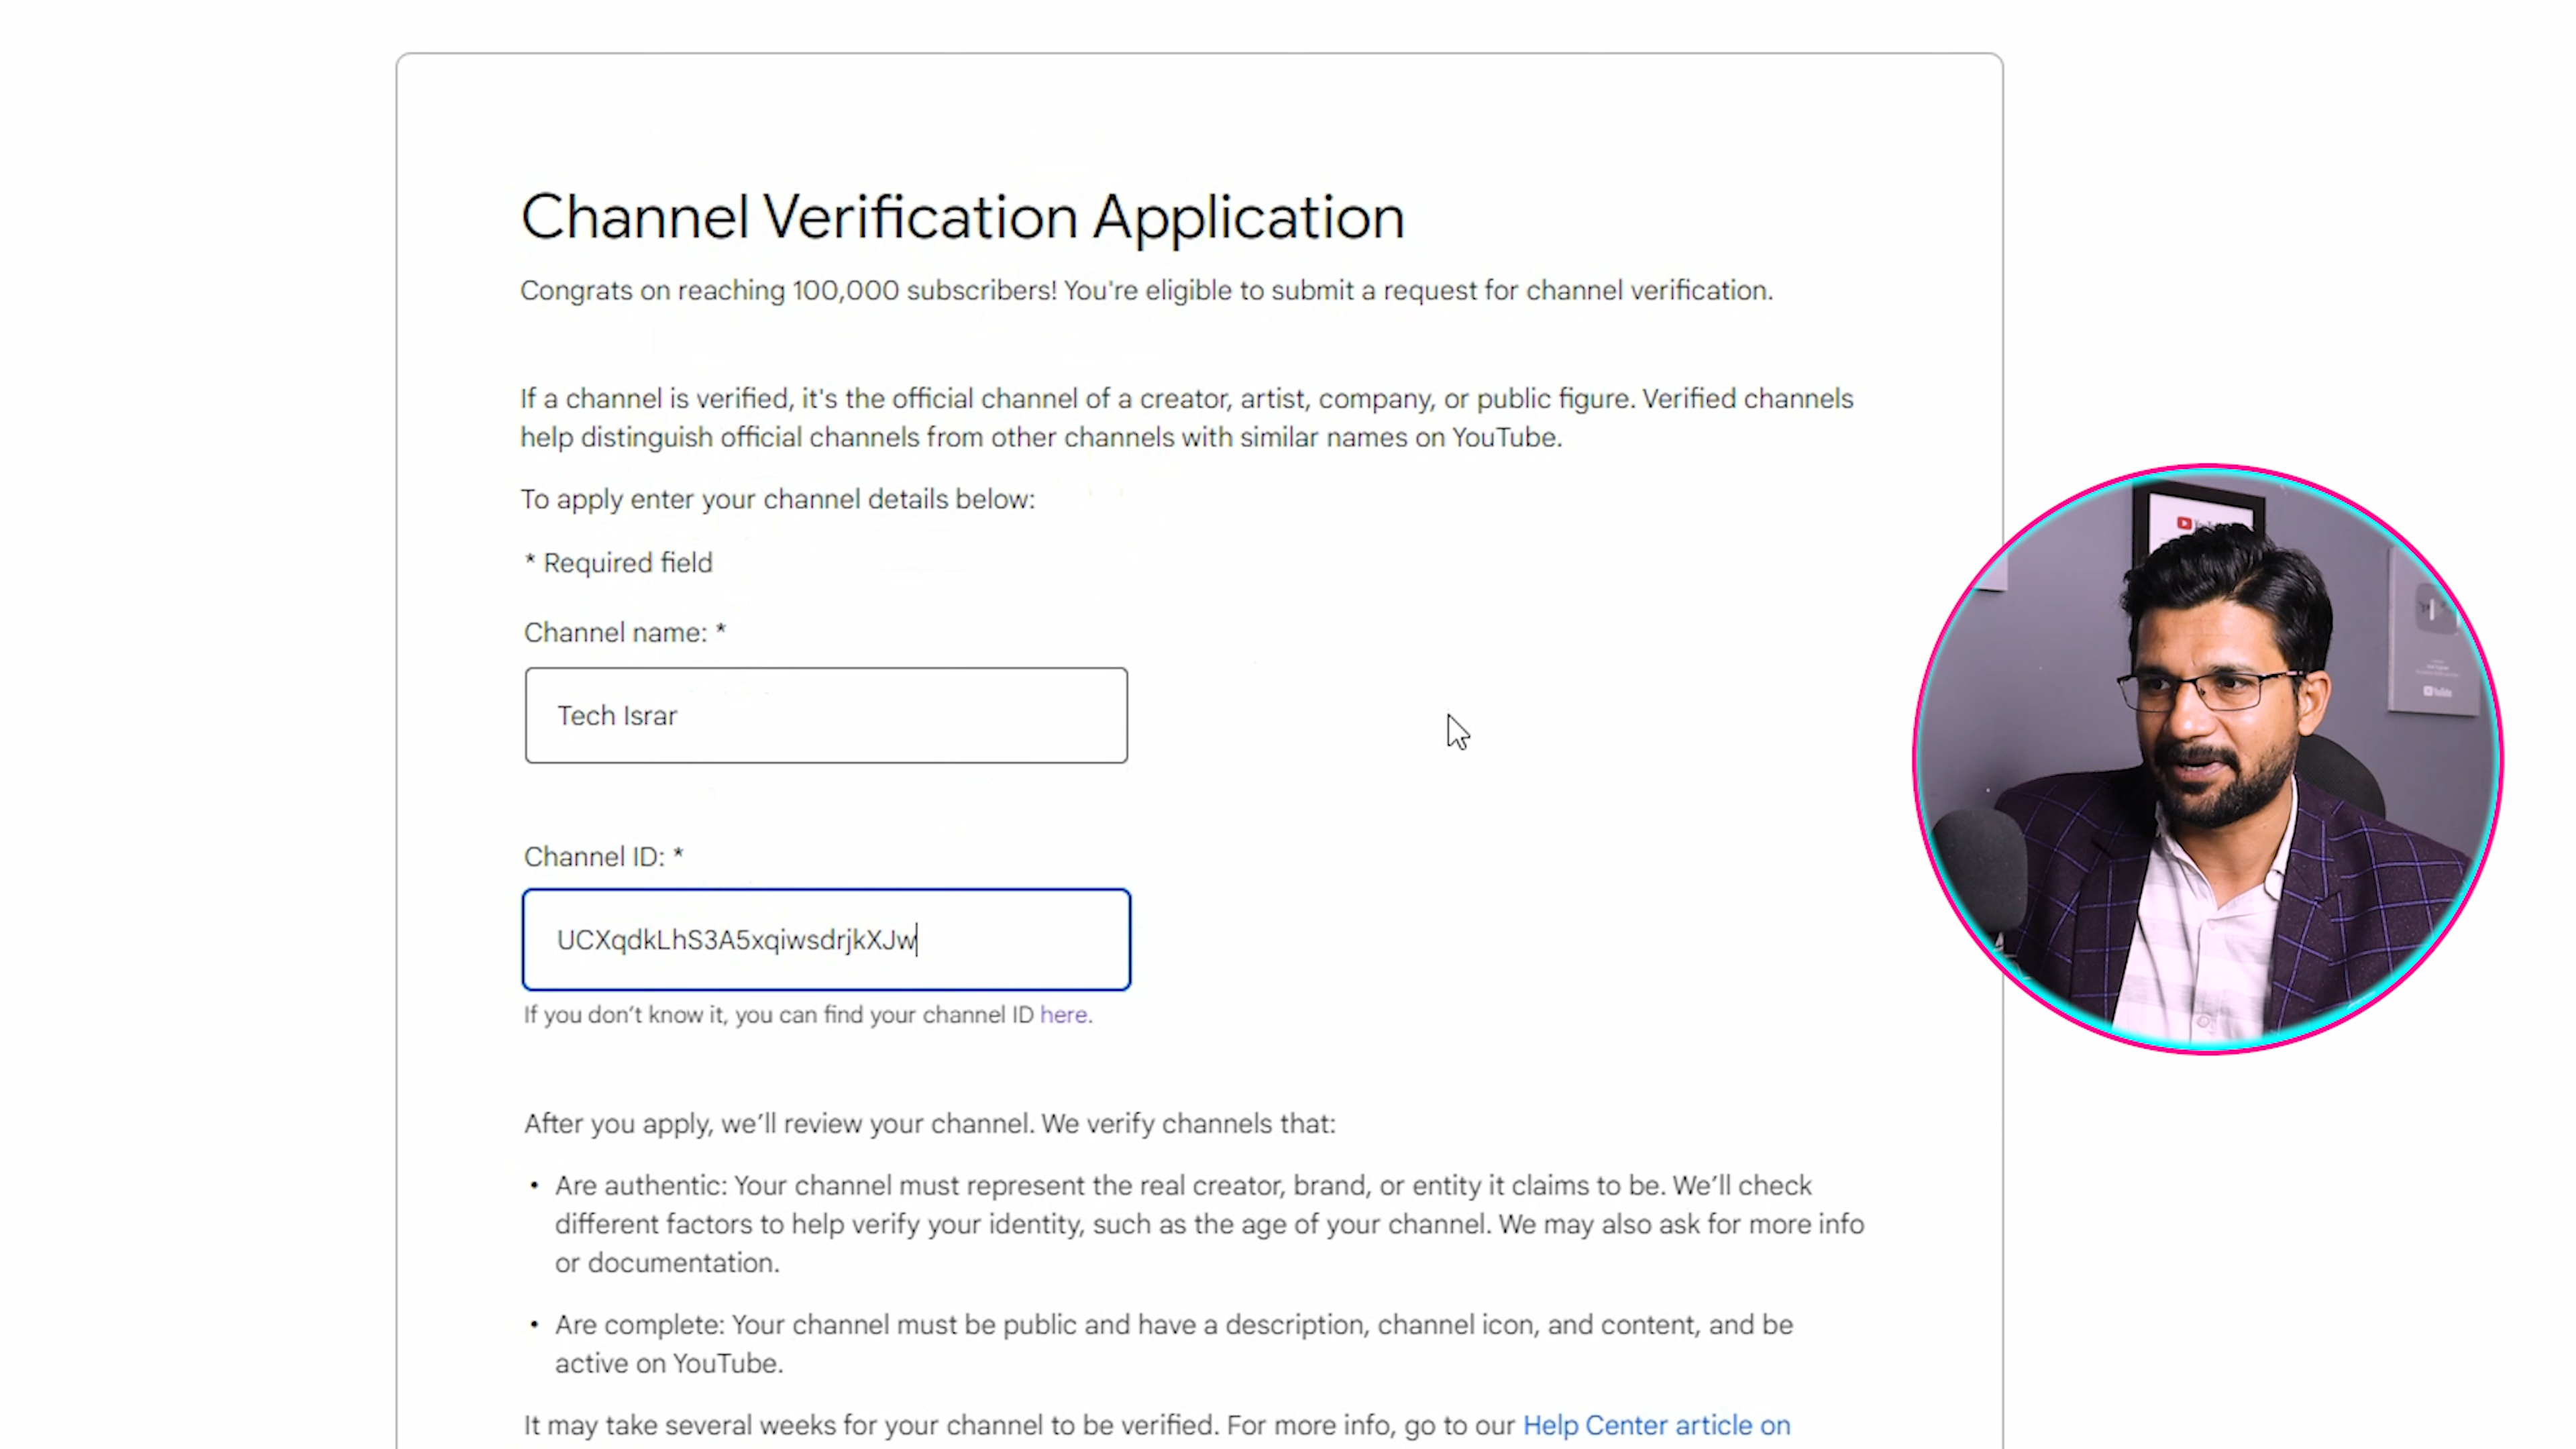 Channel Verification Application
Congrats on reaching 100,000 subscribers! You're eligible to submit a request for channel verification.
If a channel is verified, it's the official channel of a creator, artist, company, or public figure. Verified channels
help distinguish official channels from other channels with similar names on YouTube.
To apply enter your channel details below:
* Required field
Channel name: *
Tech Israr
Channel ID: *
UCXqdkLhS3A5xqiwsdrjkXJw
If you don't know it, you can find your channel ID here.
After you apply, we'll review your channel. We verify channels that:
• Are authentic: Your channel must represent the real creator, brand, or entity it claims to be. We'll check
different factors to help verify your identity, such as the age of your channel. We may also ask for more info
or documentation.
• Are complete: Your channel must be public and have a description, channel icon, and content, and be
active on YouTube.
It may take several weeks for your channel to be verified. For more info, go to our Help Center article on
YouTube